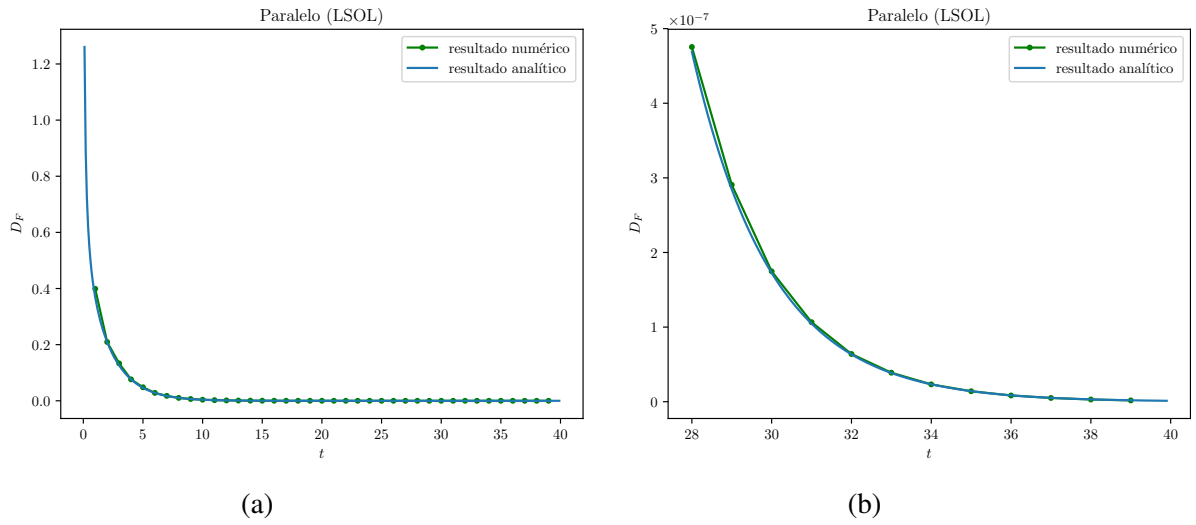 Paralelo (LSOL)
resultado numérico
resultado analítico
1.2
1.0
0.8
0.6
0.4
0.2
0.0
D_F
0 5 10 15 20 25 30 35 40
t
(a)
×10⁻⁷
Paralelo (LSOL)
resultado numérico
resultado analítico
5
4
3
2
1
0
D_F
28 30 32 34 36 38 40
t
(b)